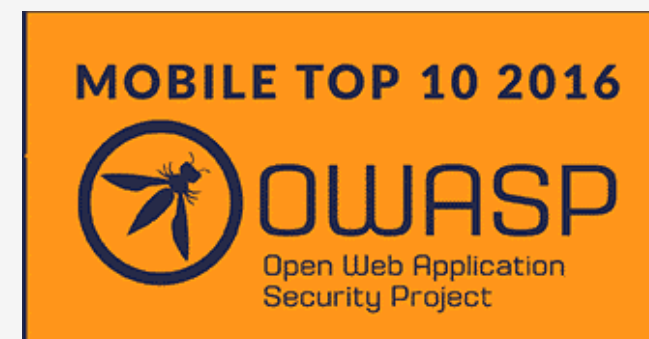 MOBILE TOP 10 2016
OWASP
Open Web Application
Security Project